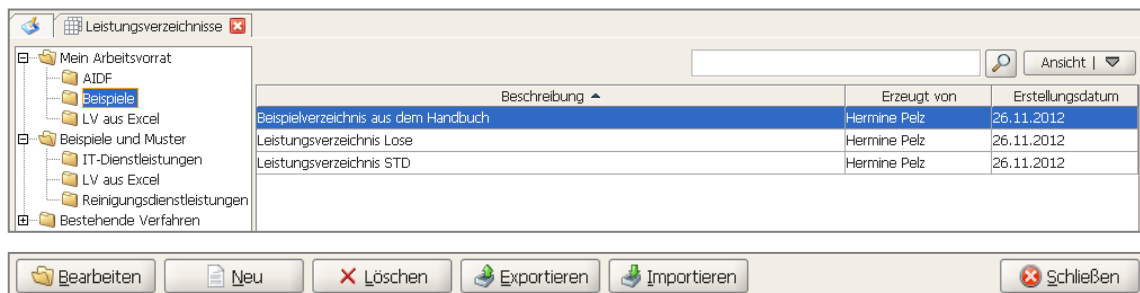 Leistungsverzeichnisse
Mein Arbeitsvorrat
AIDF
Beispiele
LV aus Excel
Beispiele und Muster
IT-Dienstleistungen
LV aus Excel
Reinigungsdienstleistungen
Bestehende Verfahren
Ansicht |
Beschreibung Erzeugt von Erstellungsdatum
Beispielverzeichnis aus dem Handbuch Hermine Pelz 26.11.2012
Leistungsverzeichnis Lose Hermine Pelz 26.11.2012
Leistungsverzeichnis STD Hermine Pelz 26.11.2012
Bearbeiten Neu Löschen Exportieren Importieren Schließen